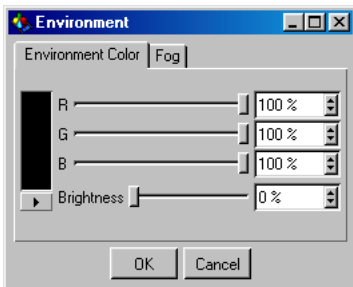 Environment
Environment Color Fog
R 100 %
G 100 %
B 100 %
Brightness 0 %
OK Cancel